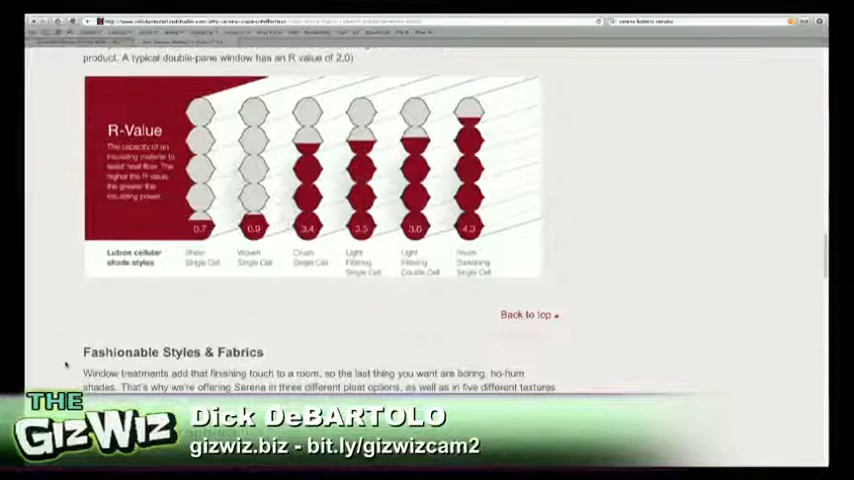 product. A typical double-pane window has an R value of 2.0)
R-Value
The capacity of an
insulating material to
resist heat flow. The
higher the R-value,
the greater the
insulating power.
0.7 0.9 3.4 3.5 3.6 4.3
Lutron cellular
shade styles
Sheer
Single Cell
Woven
Single Cell
Crush
Single Cell
Light
Filtering
Single Cell
Light
Filtering
Double Cell
Room
Darkening
Single Cell
Back to top
Fashionable Styles & Fabrics
Window treatments add that finishing touch to a room, so the last thing you want are boring, ho-hum
shades. That's why we're offering Serena in three different pleat options, as well as in five different textures
THE
GizWiz
Dick DeBARTOLO
gizwiz.biz - bit.ly/gizwizcam2